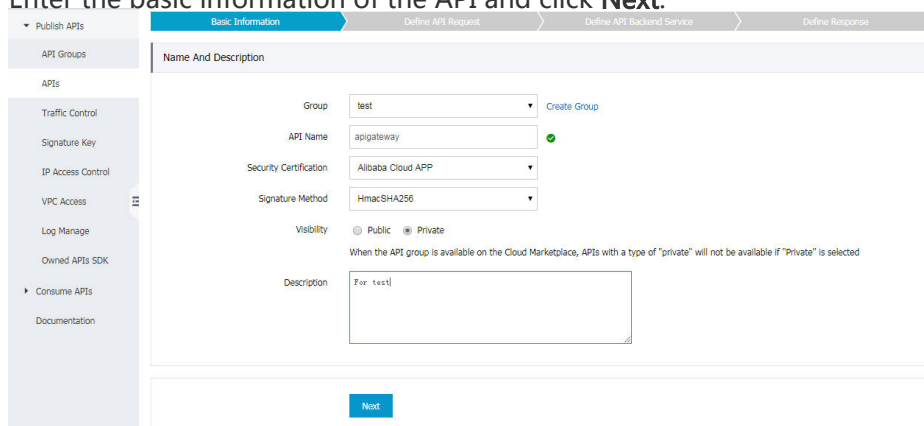 Enter the basic information of the API and click Next.
Basic Information
Define API Request
Define API Backend Service
Define Response
Publish APIs
API Groups
APIs
Traffic Control
Signature Key
IP Access Control
VPC Access
Log Manage
Owned APIs SDK
Consume APIs
Documentation
Name And Description
Group test Create Group
API Name apigateway
Security Certification Alibaba Cloud APP
Signature Method HmacSHA256
Visibility Public Private
When the API group is available on the Cloud Marketplace, APIs with a type of "private" will not be available if "Private" is selected
Description For test
Next